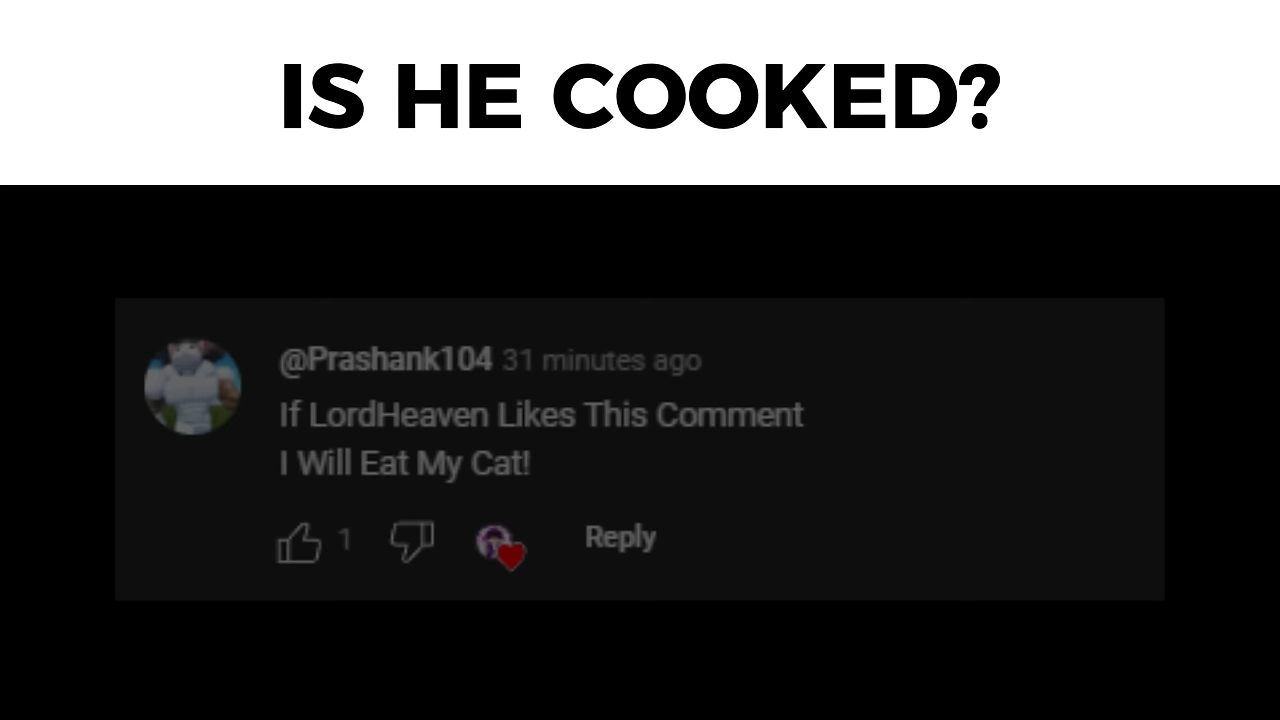 IS HE COOKED?
@Prashank104 31 minutes ago
If LordHeaven Likes This Comment
I Will Eat My Cat!
1 Reply